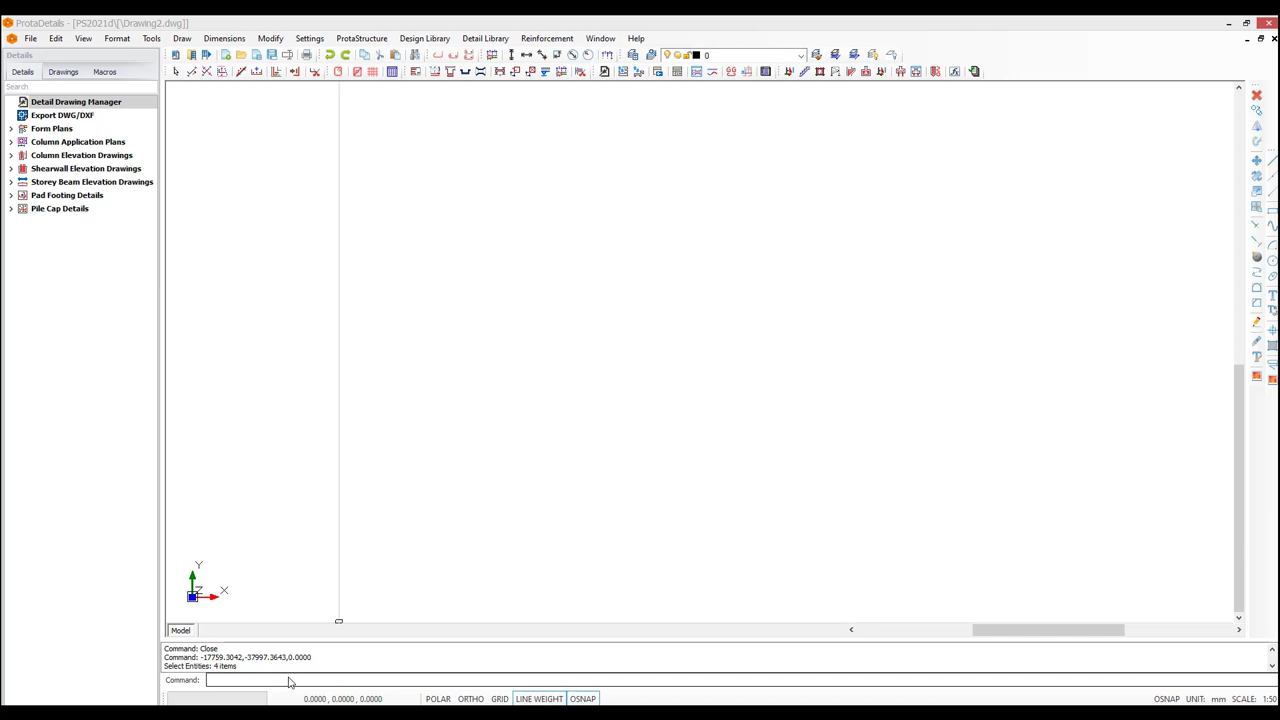 ProtaDetails - [PS2021d\[\Drawing2.dwg]]
File Edit View Format Tools Draw Dimensions Modify Settings ProtaStructure Design Library Detail Library Reinforcement Window Help
Details
0
Details Drawings Macros
Search
Detail Drawing Manager
Export DWG/DXF
Form Plans
Column Application Plans
Column Elevation Drawings
Shearwall Elevation Drawings
Storey Beam Elevation Drawings
Pad Footing Details
Pile Cap Details
Y
Z X
Model
Command: Close
Command: -17759.3042,-37997.3643,0.0000
Select Entities: 4 items
Command:
0.0000 , 0.0000 , 0.0000 POLAR ORTHO GRID LINE WEIGHT OSNAP OSNAP UNIT: mm SCALE: 1:50